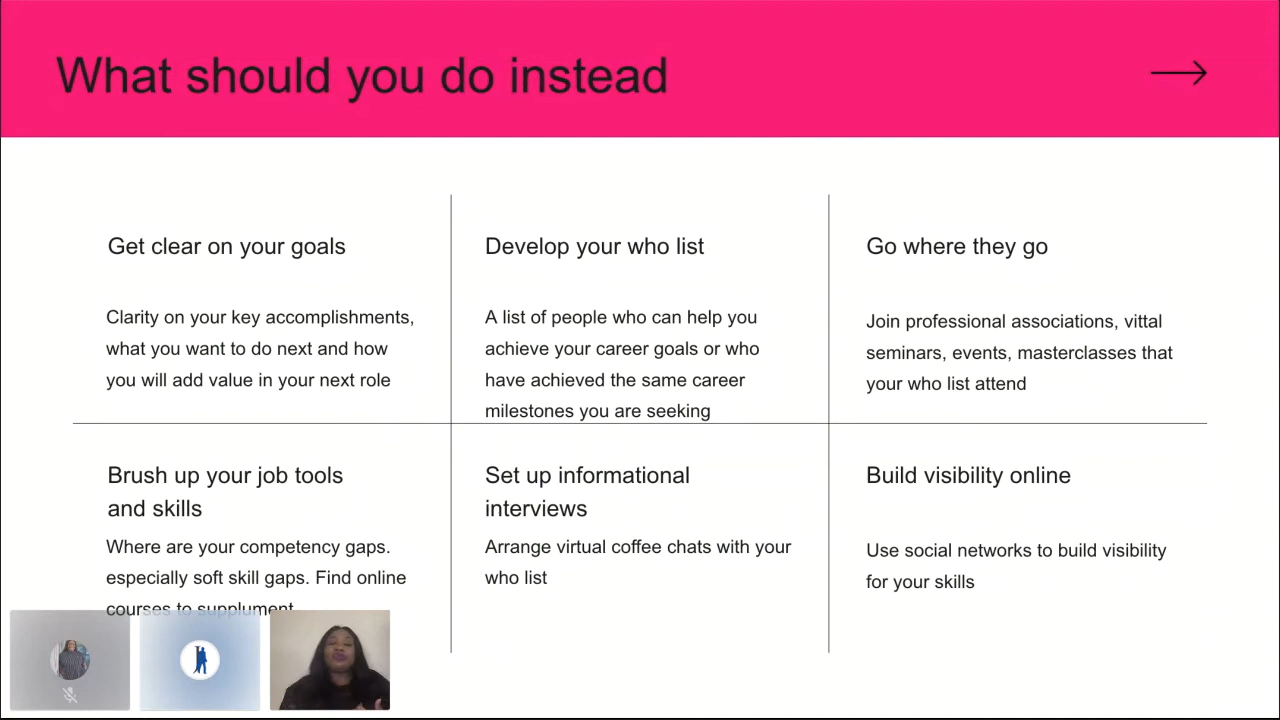 What should you do instead
Get clear on your goals
Clarity on your key accomplishments,
what you want to do next and how
you will add value in your next role
Develop your who list
A list of people who can help you
achieve your career goals or who
have achieved the same career
milestones you are seeking
Go where they go
Join professional associations, vittal
seminars, events, masterclasses that
your who list attend
Brush up your job tools
and skills
Where are your competency gaps.
especially soft skill gaps. Find online
courses to supplument
Set up informational
interviews
Arrange virtual coffee chats with your
who list
Build visibility online
Use social networks to build visibility
for your skills